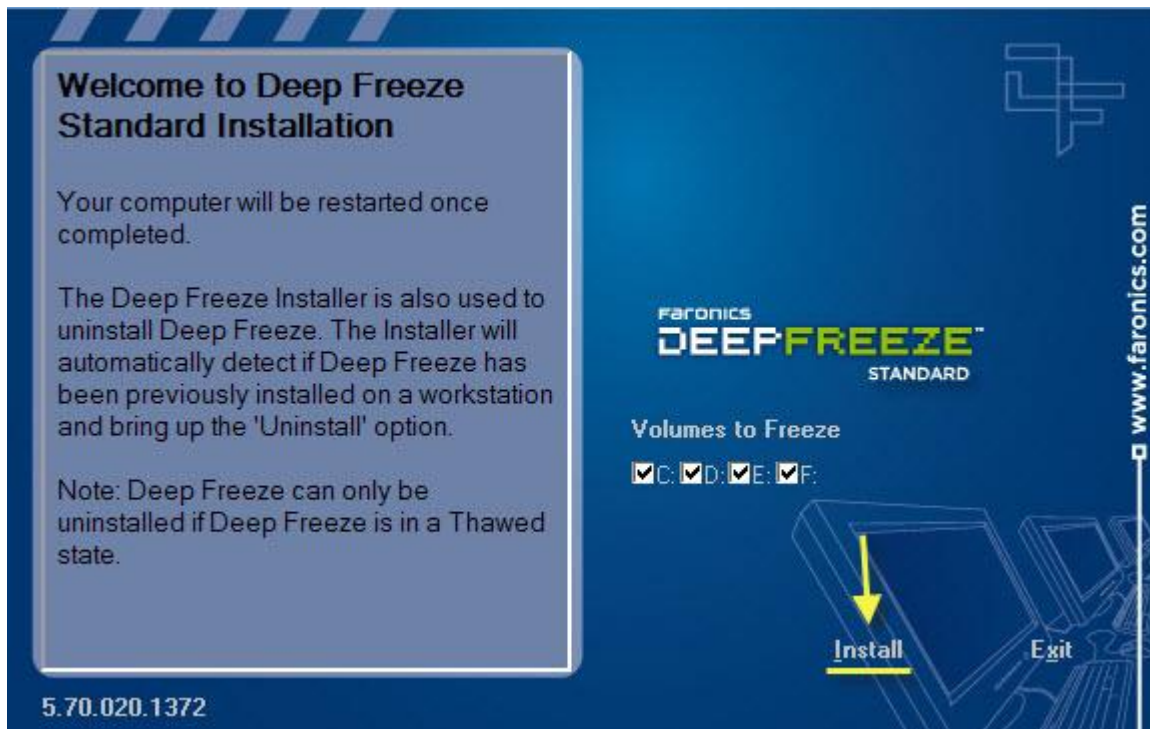 Welcome to Deep Freeze
Standard Installation
Your computer will be restarted once
completed.
The Deep Freeze Installer is also used to
uninstall Deep Freeze. The Installer will
automatically detect if Deep Freeze has
been previously installed on a workstation
and bring up the 'Uninstall' option.
Note: Deep Freeze can only be
uninstalled if Deep Freeze is in a Thawed
state.
5.70.020.1372
Faronics
DEEPFREEZE™
STANDARD
Volumes to Freeze
C: D: E: F:
Install Exit
www.faronics.com